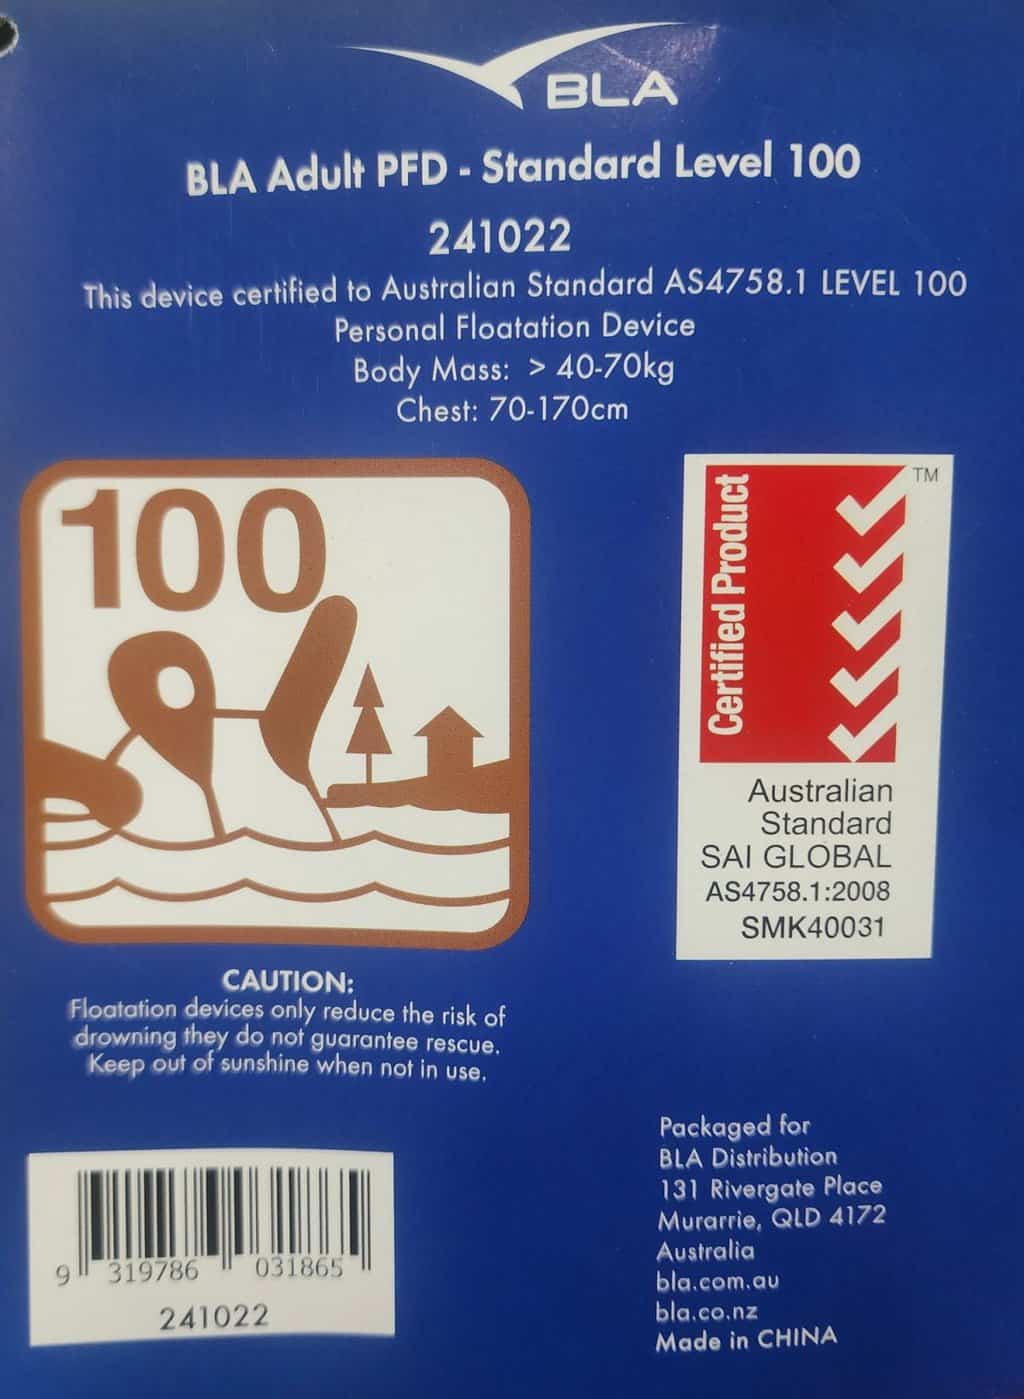 BLA
BLA Adult PFD - Standard Level 100
241022
This device certified to Australian Standard AS4758.1 LEVEL 100
Personal Floatation Device
Body Mass: > 40-70kg
Chest: 70-170cm
100
Certified Product
TM
Australian
Standard
SAI GLOBAL
AS4758.1:2008
SMK40031
CAUTION:
Floatation devices only reduce the risk of
drowning they do not guarantee rescue.
Keep out of sunshine when not in use.
9 319786 031865
241022
Packaged for
BLA Distribution
131 Rivergate Place
Murarrie, QLD 4172
Australia
bla.com.au
bla.co.nz
Made in CHINA